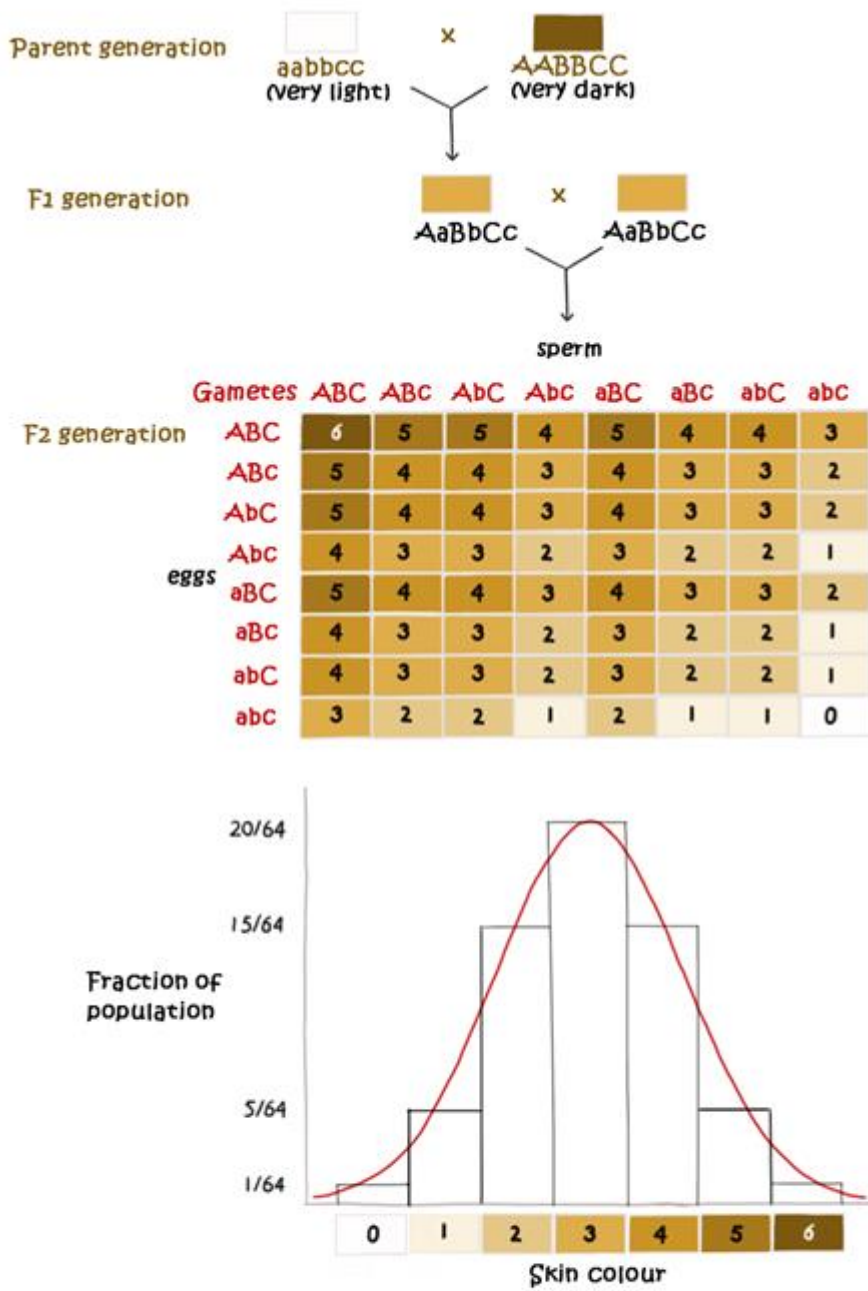 Parent generation
x
aabbcc
AABBCC
(very light)
(very dark)
F1 generation
x
AaBbCc
AaBbCc
sperm
Gametes ABC ABc AbC Abc aBC aBc abC abc
F2 generation
ABC 6 5 5 4 5 4 4 3
ABc 5 4 4 3 4 3 3 2
AbC 5 4 4 3 4 3 3 2
Abc 4 3 3 2 3 2 2 1
eggs
aBC 5 4 4 3 4 3 3 2
aBc 4 3 3 2 3 2 2 1
abC 4 3 3 2 3 2 2 1
abc 3 2 2 1 2 1 1 0
20/64
15/64
Fraction of
population
5/64
1/64
0 1 2 3 4 5 6
Skin colour